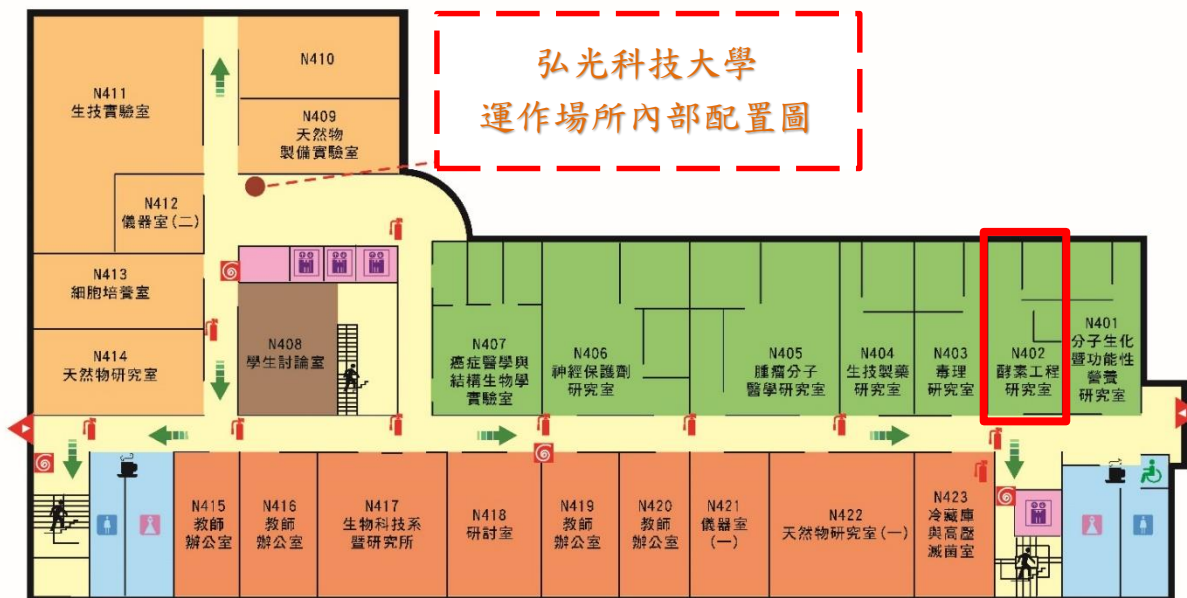 弘光科技大學
運作場所內部配置圖
N410
N411
生技實驗室
N409
天然物
製備實驗室
N412
儀器室(二)
N413
細胞培養室
N414
天然物研究室
N408
學生討論室
N407
癌症醫學與
結構生物學
實驗室
N406
神經保護劑
研究室
N405
腫瘤分子
醫學研究室
N404
生技製藥
研究室
N403
毒理
研究室
N402
酵素工程
研究室
N401
分子生化
暨功能性
營養
研究室
N415
教師
辦公室
N416
教師
辦公室
N417
生物科技系
暨研究所
N418
研討室
N419
教師
辦公室
N420
教師
辦公室
N421
儀器室
(一)
N422
天然物研究室(一)
N423
冷藏庫
與高壓
滅菌室